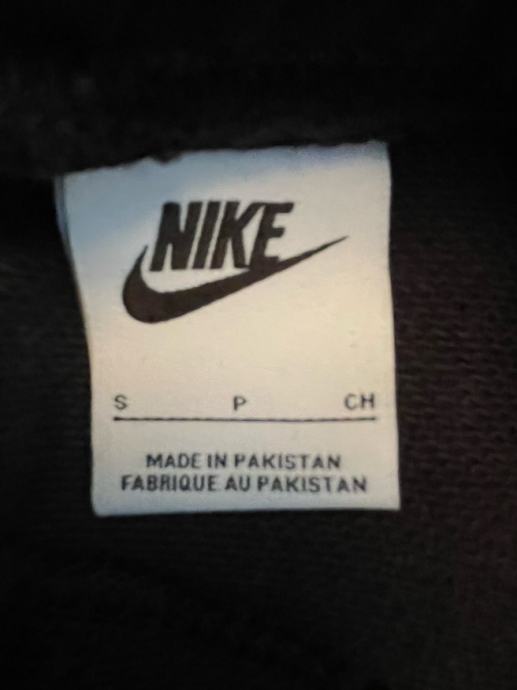 NIKE
S P CH
MADE IN PAKISTAN
FABRIQUE AU PAKISTAN